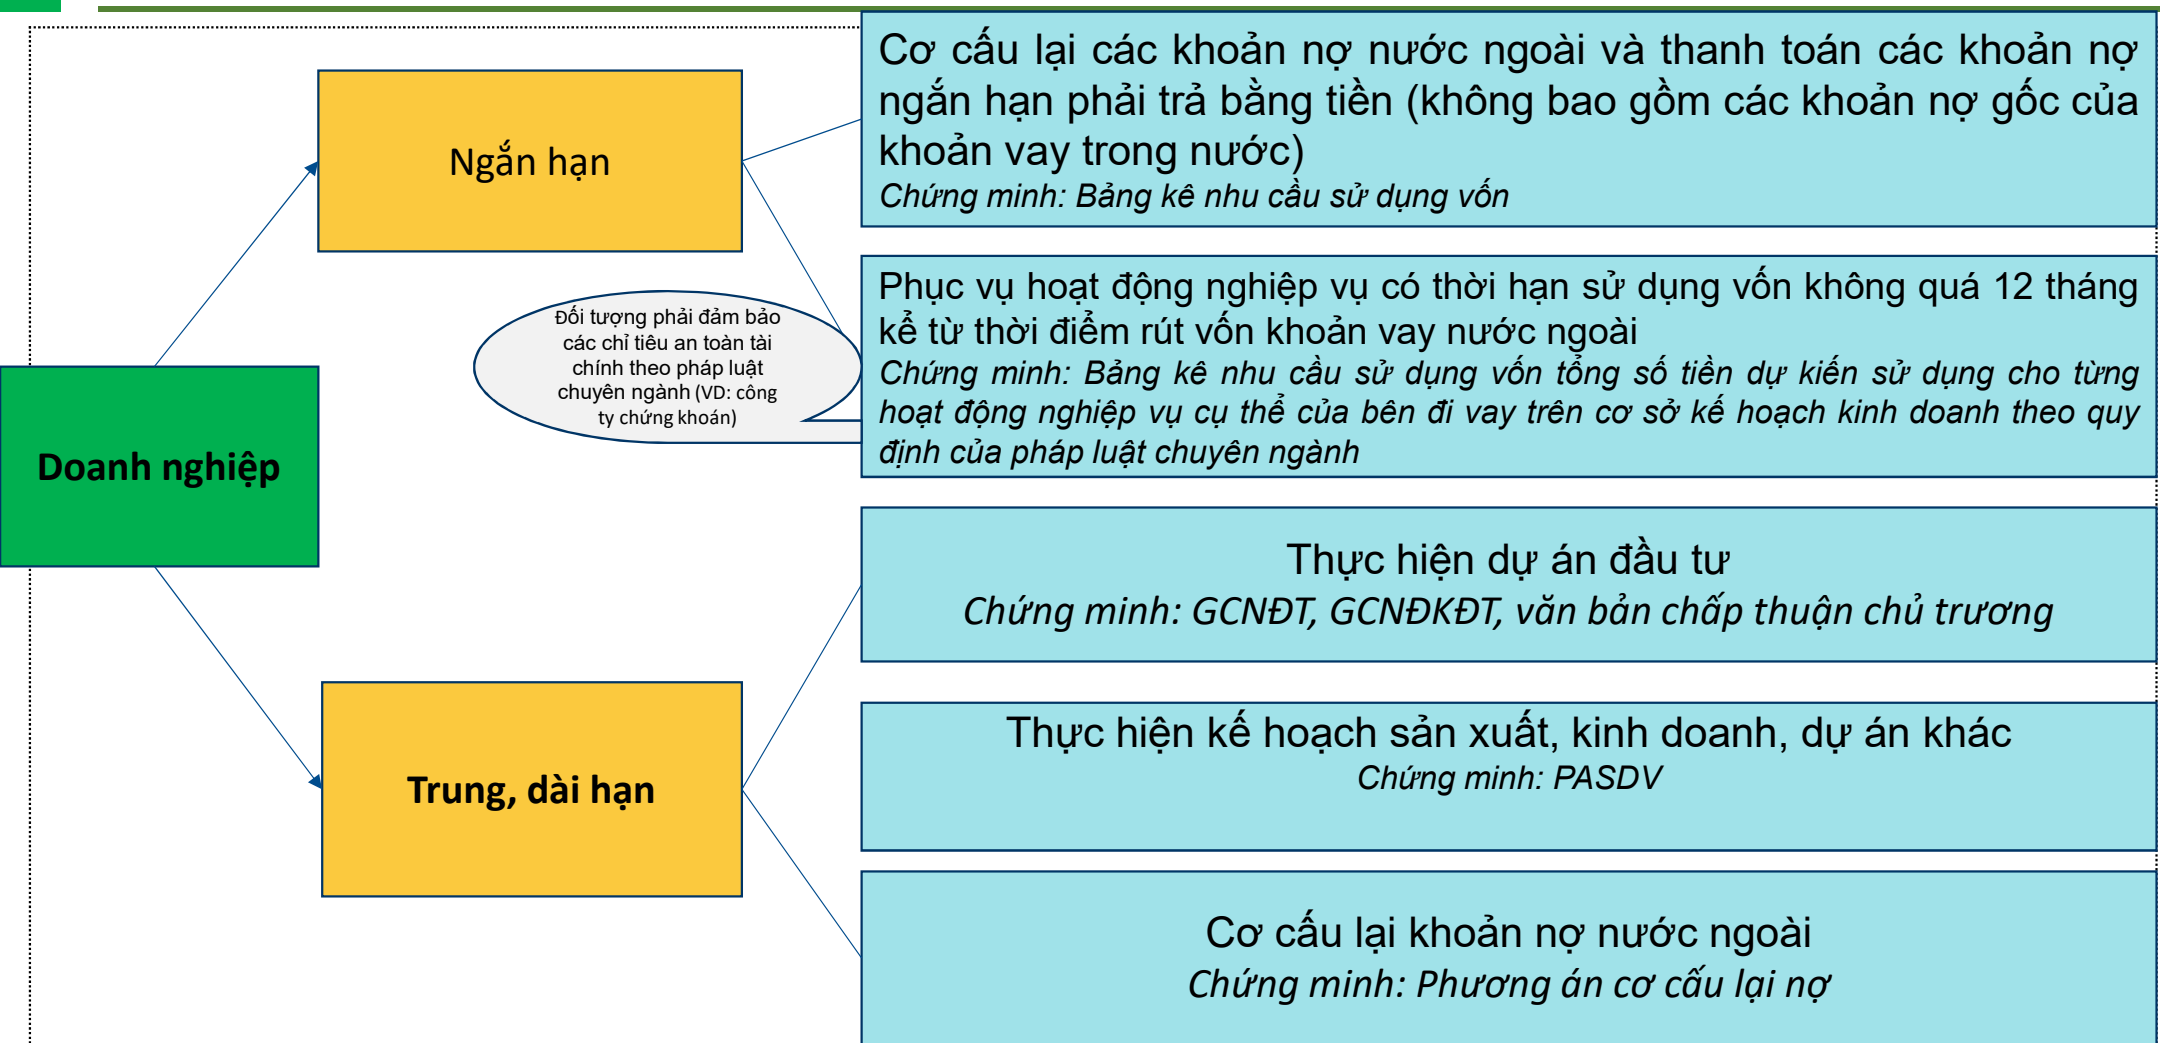 Doanh nghiệp
Ngắn hạn
Cơ cấu lại các khoản nợ nước ngoài và thanh toán các khoản nợ
ngắn hạn phải trả bằng tiền (không bao gồm các khoản nợ gốc của
khoản vay trong nước)
Chứng minh: Bảng kê nhu cầu sử dụng vốn
Đối tượng phải đảm bảo
các chỉ tiêu an toàn tài
chính theo pháp luật
chuyên ngành (VD: công
ty chứng khoán)
Phục vụ hoạt động nghiệp vụ có thời hạn sử dụng vốn không quá 12 tháng
kể từ thời điểm rút vốn khoản vay nước ngoài
Chứng minh: Bảng kê nhu cầu sử dụng vốn tổng số tiền dự kiến sử dụng cho từng
hoạt động nghiệp vụ cụ thể của bên đi vay trên cơ sở kế hoạch kinh doanh theo quy
định của pháp luật chuyên ngành
Trung, dài hạn
Thực hiện dự án đầu tư
Chứng minh: GCNĐT, GCNĐKĐT, văn bản chấp thuận chủ trương
Thực hiện kế hoạch sản xuất, kinh doanh, dự án khác
Chứng minh: PASDV
Cơ cấu lại khoản nợ nước ngoài
Chứng minh: Phương án cơ cấu lại nợ